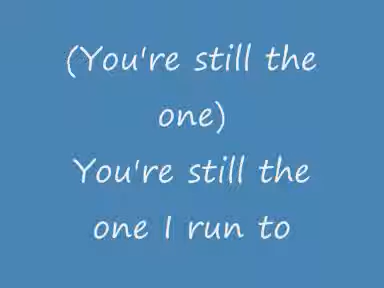 (You're still the
one)
You're still the
one I run to